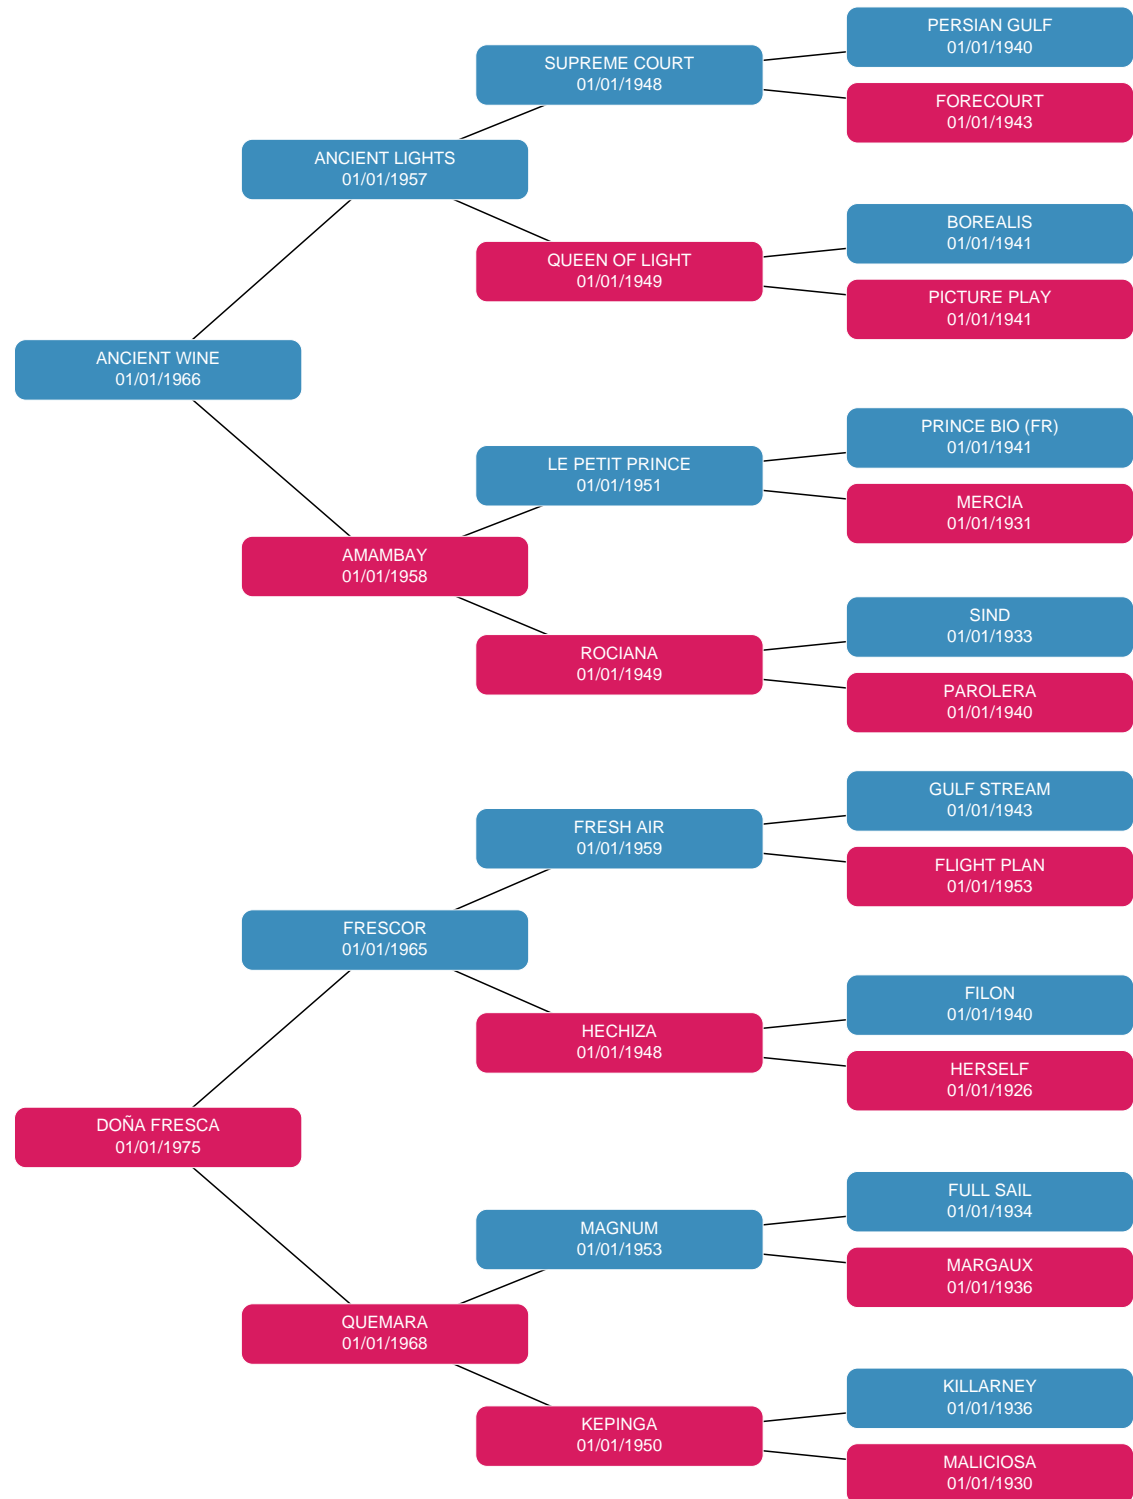 PERSIAN GULF
01/01/1940
SUPREME COURT
01/01/1948
FORECOURT
01/01/1943
ANCIENT LIGHTS
01/01/1957
BOREALIS
01/01/1941
QUEEN OF LIGHT
01/01/1949
PICTURE PLAY
01/01/1941
ANCIENT WINE
01/01/1966
PRINCE BIO (FR)
01/01/1941
LE PETIT PRINCE
01/01/1951
MERCIA
01/01/1931
AMAMBAY
01/01/1958
SIND
01/01/1933
ROCIANA
01/01/1949
PAROLERA
01/01/1940
GULF STREAM
01/01/1943
FRESH AIR
01/01/1959
FLIGHT PLAN
01/01/1953
FRESCOR
01/01/1965
FILON
01/01/1940
HECHIZA
01/01/1948
HERSELF
01/01/1926
DOÑA FRESCA
01/01/1975
FULL SAIL
01/01/1934
MAGNUM
01/01/1953
MARGAUX
01/01/1936
QUEMARA
01/01/1968
KILLARNEY
01/01/1936
KEPINGA
01/01/1950
MALICIOSA
01/01/1930